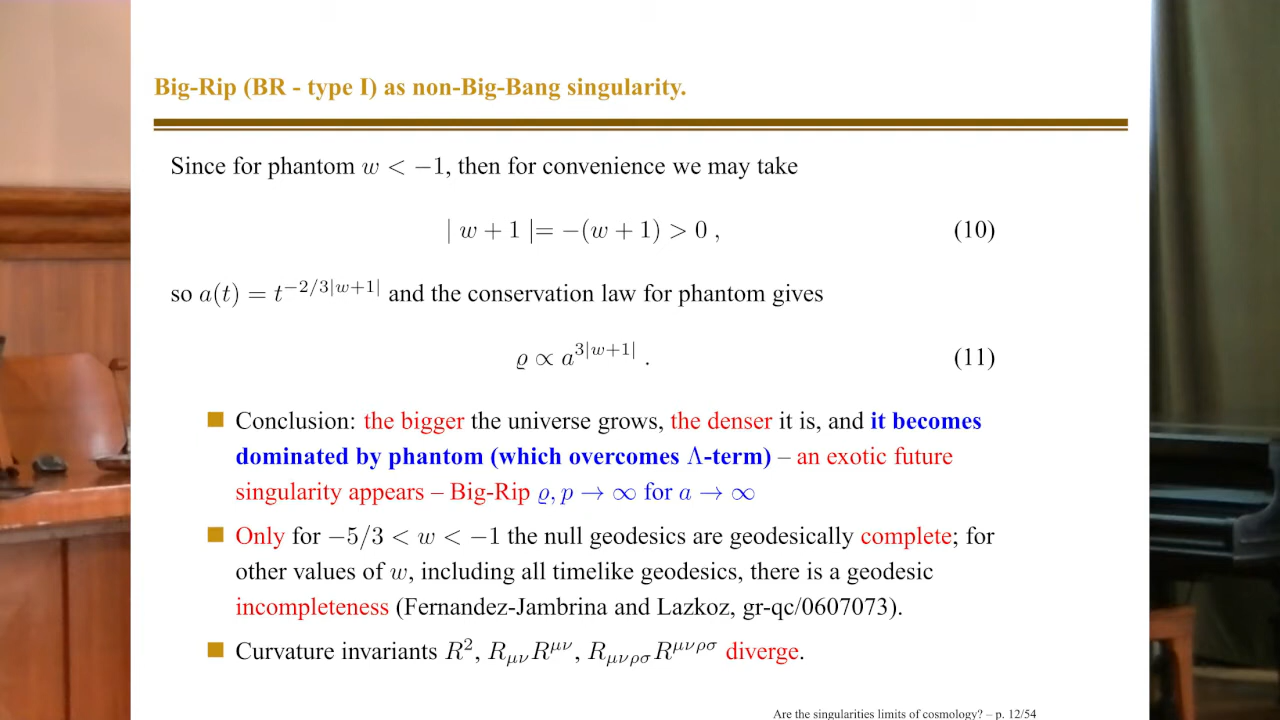 Big-Rip (BR - type I) as non-Big-Bang singularity.
Since for phantom w < −1, then for convenience we may take
| w + 1 |= −(w + 1) > 0 , (10)
so a(t) = t^{−2/3|w+1|} and the conservation law for phantom gives
ϱ ∝ a^{3|w+1|} . (11)
■ Conclusion: the bigger the universe grows, the denser it is, and it becomes
dominated by phantom (which overcomes Λ-term) – an exotic future
singularity appears – Big-Rip ϱ, p → ∞ for a → ∞
■ Only for −5/3 < w < −1 the null geodesics are geodesically complete; for
other values of w, including all timelike geodesics, there is a geodesic
incompleteness (Fernandez-Jambrina and Lazkoz, gr-qc/0607073).
■ Curvature invariants R², R_{μν}R^{μν}, R_{μνρσ}R^{μνρσ} diverge.
Are the singularities limits of cosmology? – p. 12/54